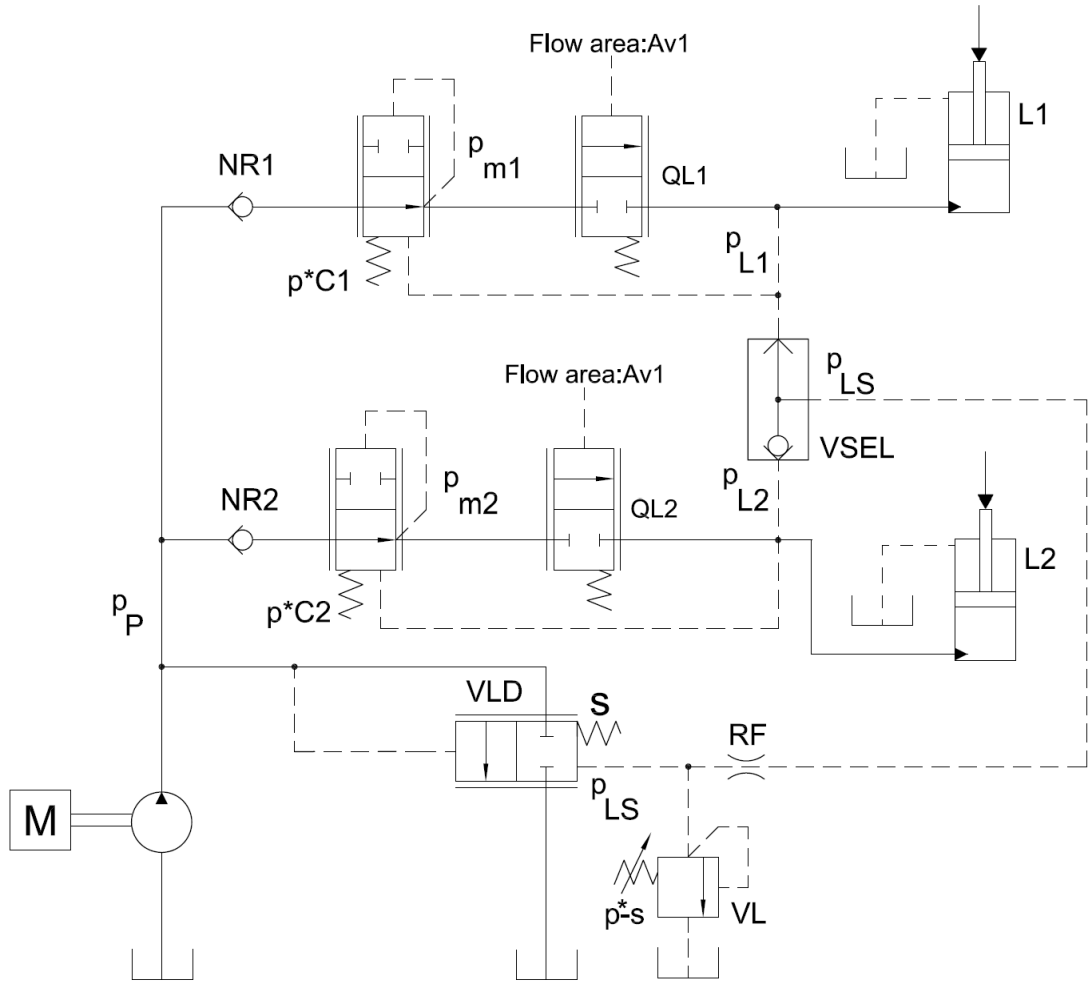 Flow area:Av1
L1
p
m1
NR1
QL1
p
L1
p*C1
p
LS
Flow area:Av1
VSEL
p
m2
p
L2
NR2
QL2
L2
p*C2
p
P
VLD
S
RF
p
LS
M
p*-s
VL